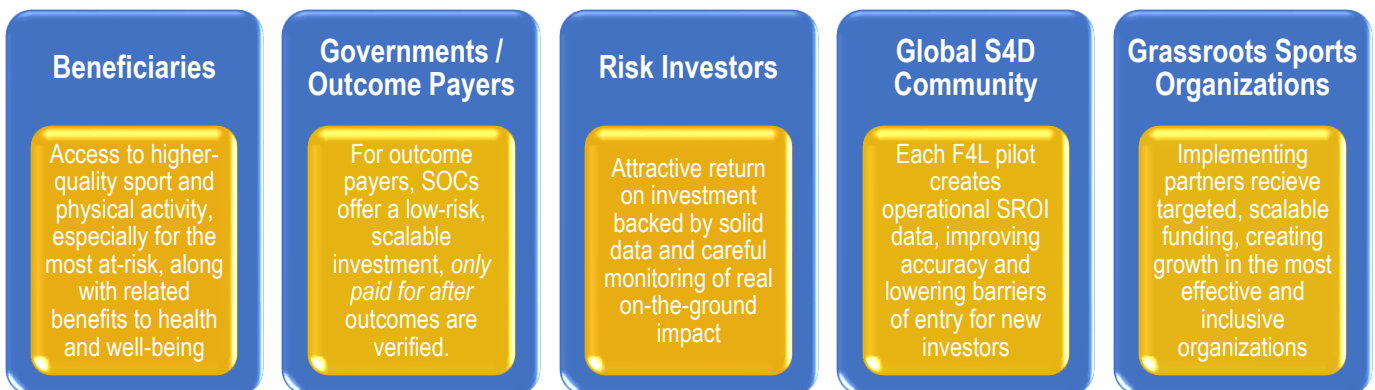 Beneficiaries
Access to higher-
quality sport and
physical activity,
especially for the
most at-risk, along
with related
benefits to health
and well-being
Governments /
Outcome Payers
For outcome
payers, SOCs
offer a low-risk,
scalable
investment, only
paid for after
outcomes are
verified.
Risk Investors
Attractive return
on investment
backed by solid
data and careful
monitoring of real
on-the-ground
impact
Global S4D
Community
Each F4L pilot
creates
operational SROI
data, improving
accuracy and
lowering barriers
of entry for new
investors
Grassroots Sports
Organizations
Implementing
partners recieve
targeted, scalable
funding, creating
growth in the most
effective and
inclusive
organizations